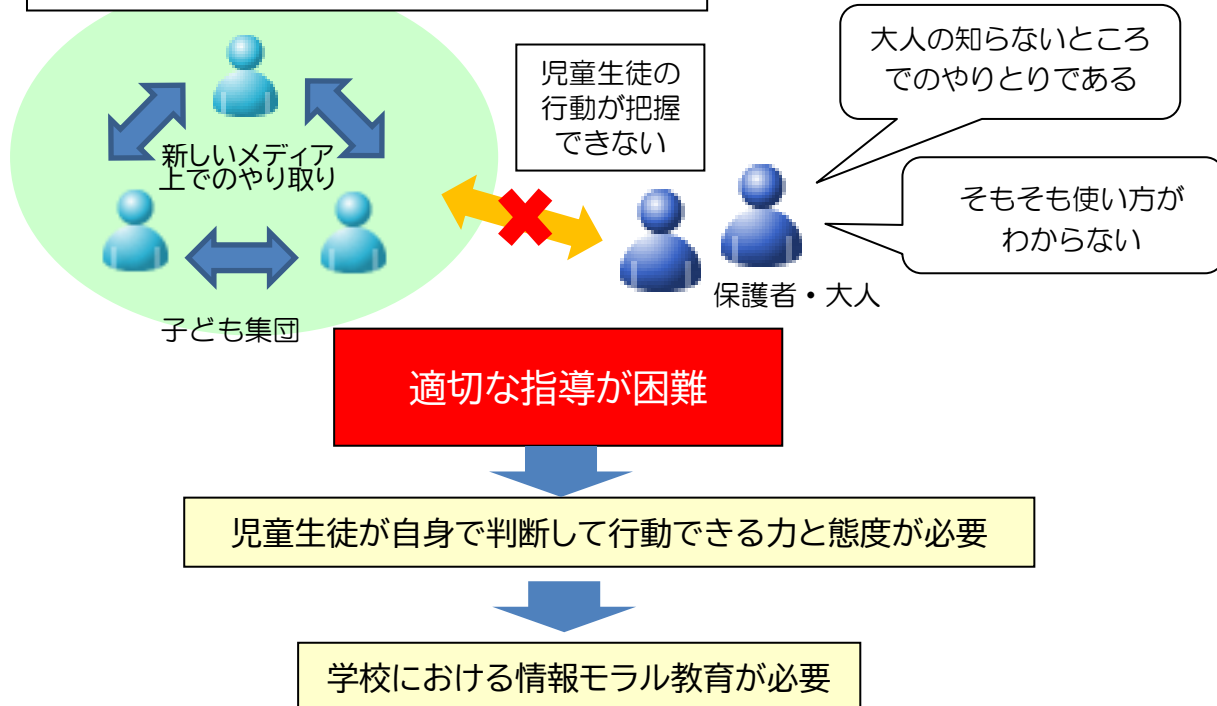 大人の知らないところ
でのやりとりである
児童生徒の
行動が把握
できない
新しいメディア
上でのやり取り
そもそも使い方が
わからない
保護者・大人
子ども集団
適切な指導が困難
児童生徒が自身で判断して行動できる力と態度が必要
学校における情報モラル教育が必要